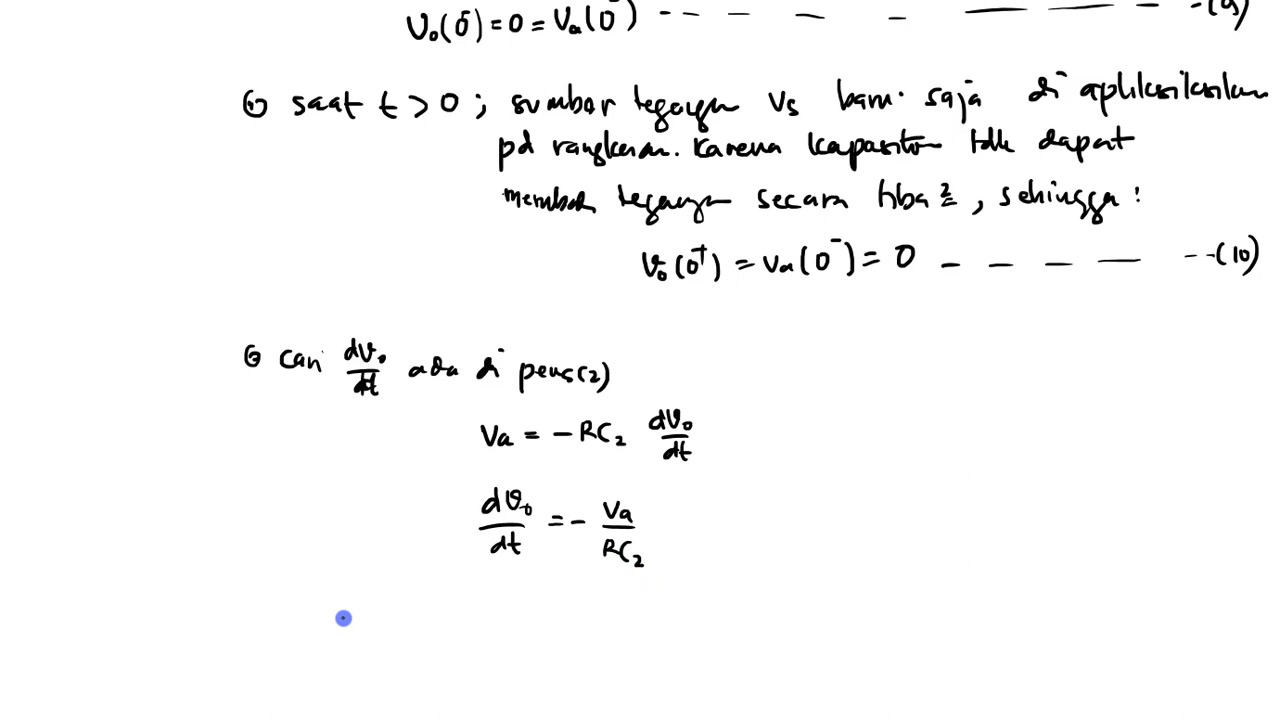 V₀(0⁻) = 0 = Va(0⁻) - - - - - - - -(9)
⊙ saat t > 0 ; sumber tegangan Vs baru saja di aplikasikan
pd rangkaian. Karena kapasitor tdk dapat
merubah tegangan secara tiba², sehingga :
V₀(0⁺) = Va(0⁻) = 0 - - - - - -(10)
⊙ cari dV₀/dt ada di pers(2)
Va = - RC₂ dV₀/dt
dV₀/dt = - Va/RC₂